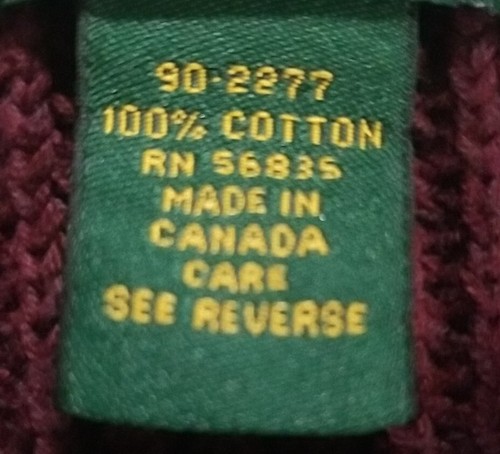 90-2277
100% COTTON
RN 56835
MADE IN
CANADA
CARE
SEE REVERSE